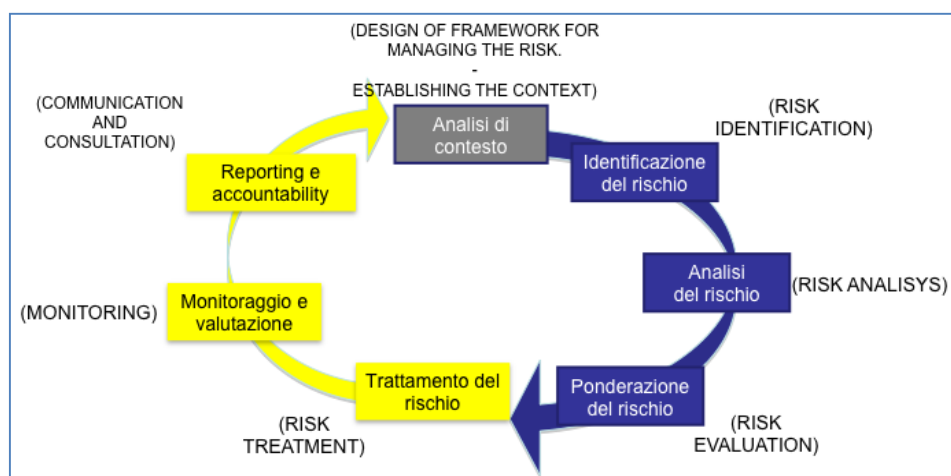 (DESIGN OF FRAMEWORK FOR
MANAGING THE RISK.
-
ESTABLISHING THE CONTEXT)
Analisi di
contesto
(RISK
IDENTIFICATION)
Identificazione
del rischio
Analisi
del rischio
(RISK ANALISYS)
Ponderazione
del rischio
(RISK
EVALUATION)
Trattamento del
rischio
(RISK
TREATMENT)
Monitoraggio e
valutazione
(MONITORING)
Reporting e
accountability
(COMMUNICATION
AND
CONSULTATION)